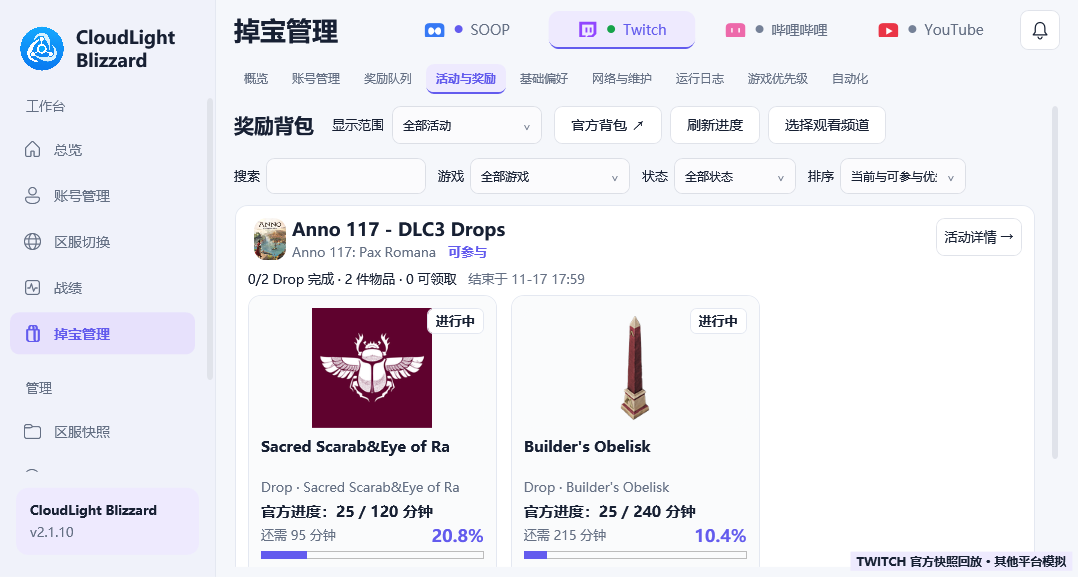 CloudLight
Blizzard
工作台
总览
账号管理
区服切换
战绩
掉宝管理
管理
区服快照
CloudLight Blizzard
v2.1.10
掉宝管理
SOOP
Twitch
哔哩哔哩
YouTube
概览 账号管理 奖励队列 活动与奖励 基础偏好 网络与维护 运行日志 游戏优先级 自动化
奖励背包 显示范围 全部活动 官方背包 ↗ 刷新进度 选择观看频道
搜索 游戏 全部游戏 状态 全部状态 排序 当前与可参与优
ANNO
Anno 117 - DLC3 Drops
Anno 117: Pax Romana 可参与
活动详情 →
0/2 Drop 完成 · 2 件物品 · 0 可领取 结束于 11-17 17:59
进行中
Sacred Scarab&Eye of Ra
Drop · Sacred Scarab&Eye of Ra
官方进度：25 / 120 分钟
还需 95 分钟 20.8%
进行中
Builder's Obelisk
Drop · Builder's Obelisk
官方进度：25 / 240 分钟
还需 215 分钟 10.4%
TWITCH 官方快照回放 • 其他平台模拟